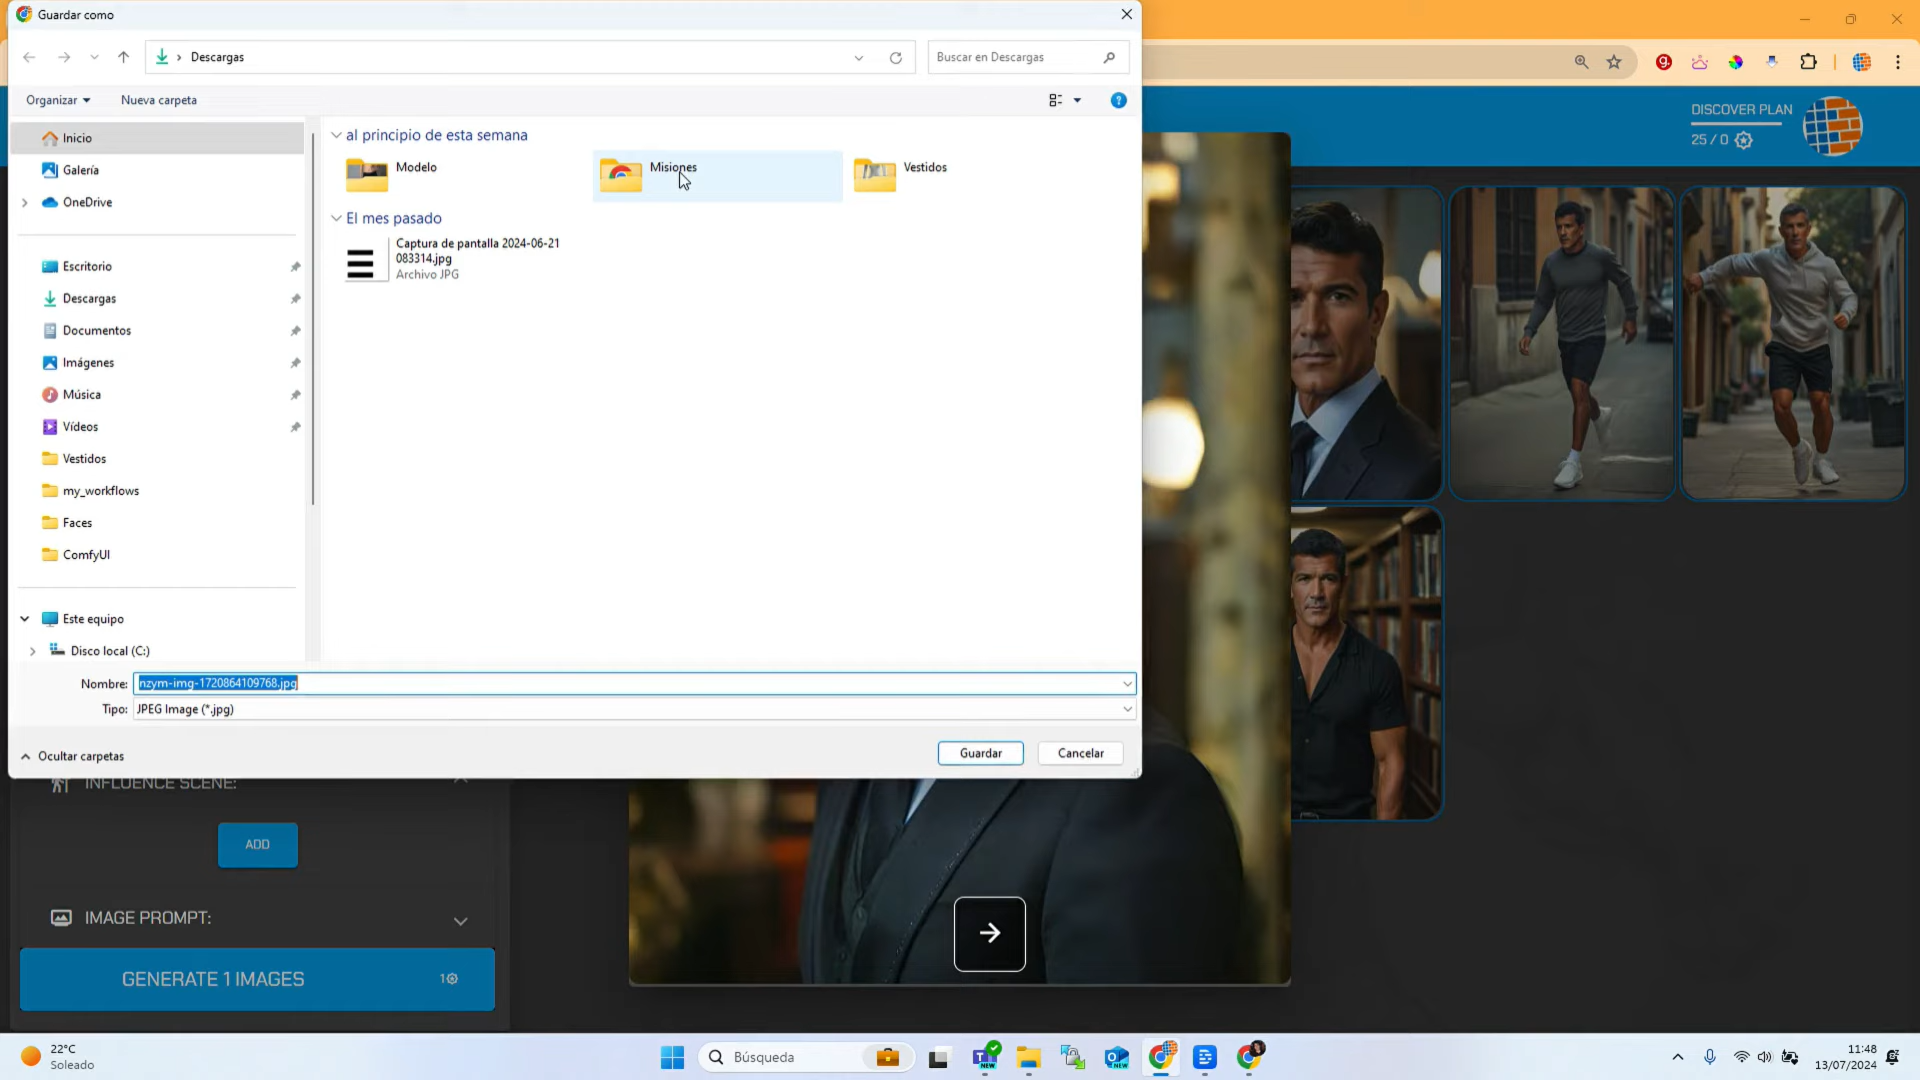 Guardar como
Descargas
Buscar en Descargas
Organizar
Nueva carpeta
?
Inicio
Galería
OneDrive
Escritorio
Descargas
Documentos
Imágenes
Música
Vídeos
Vestidos
my_workflows
Faces
ComfyUI
Este equipo
Disco local (C:)
al principio de esta semana
Modelo
Misiones
Vestidos
El mes pasado
Captura de pantalla 2024-06-21
083314.jpg
Archivo JPG
Nombre: nzym-img-1720864109768.jpg
Tipo: JPEG Image (*.jpg)
Ocultar carpetas
Guardar
Cancelar
DISCOVER PLAN
25 / 0
INFLUENCE SCENE:
ADD
IMAGE PROMPT:
GENERATE 1 IMAGES
1
22°C
Soleado
Búsqueda
NEW
NEW
11:48
13/07/2024